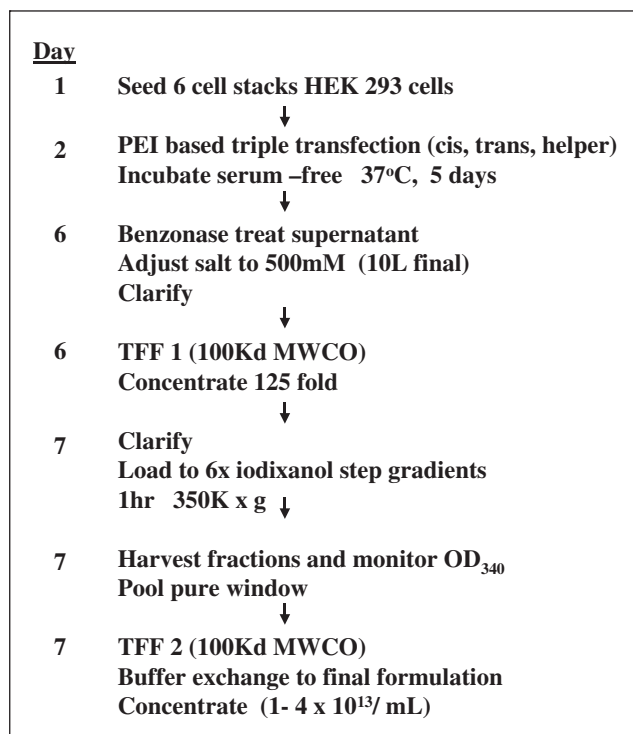 Day
1 Seed 6 cell stacks HEK 293 cells
2 PEI based triple transfection (cis, trans, helper)
Incubate serum –free 37°C, 5 days
6 Benzonase treat supernatant
Adjust salt to 500mM (10L final)
Clarify
6 TFF 1 (100Kd MWCO)
Concentrate 125 fold
7 Clarify
Load to 6x iodixanol step gradients
1hr 350K x g
7 Harvest fractions and monitor OD₃₄₀
Pool pure window
7 TFF 2 (100Kd MWCO)
Buffer exchange to final formulation
Concentrate (1- 4 x 10¹³/ mL)